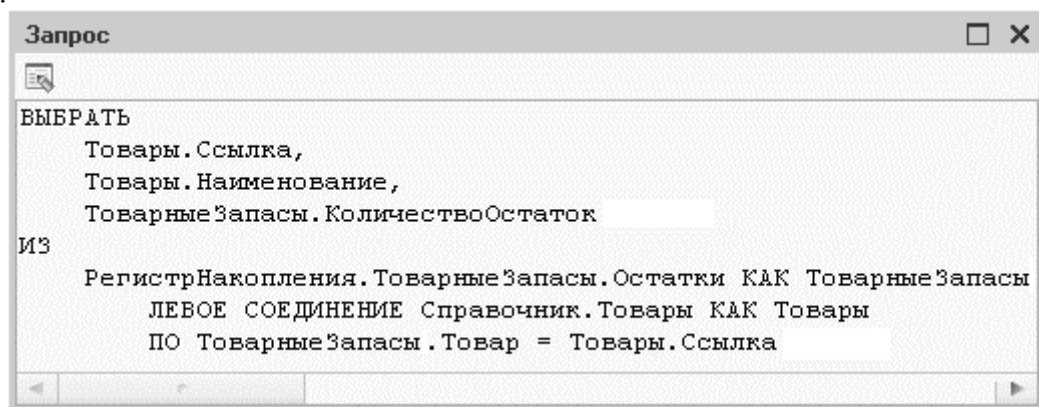 Запрос
ВЫБРАТЬ
Товары.Ссылка,
Товары.Наименование,
ТоварныеЗапасы.КоличествоОстаток
ИЗ
РегистрНакопления.ТоварныеЗапасы.Остатки КАК ТоварныеЗапасы
ЛЕВОЕ СОЕДИНЕНИЕ Справочник.Товары КАК Товары
ПО ТоварныеЗапасы.Товар = Товары.Ссылка